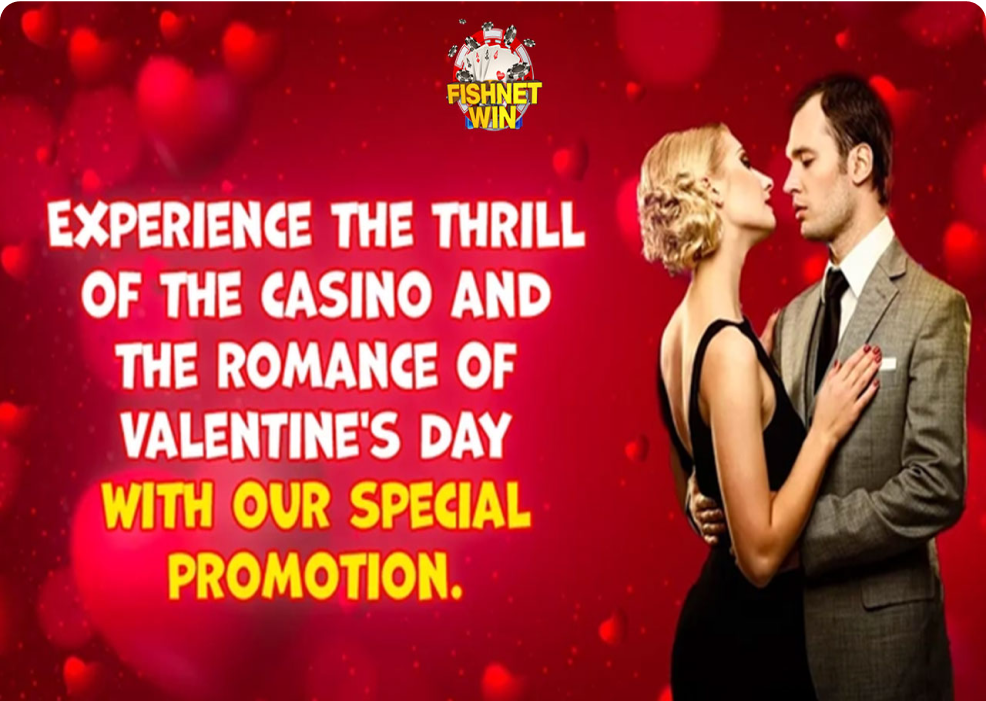 FISHNET
WIN
EXPERIENCE THE THRILL
OF THE CASINO AND
THE ROMANCE OF
VALENTINE'S DAY
WITH OUR SPECIAL
PROMOTION.